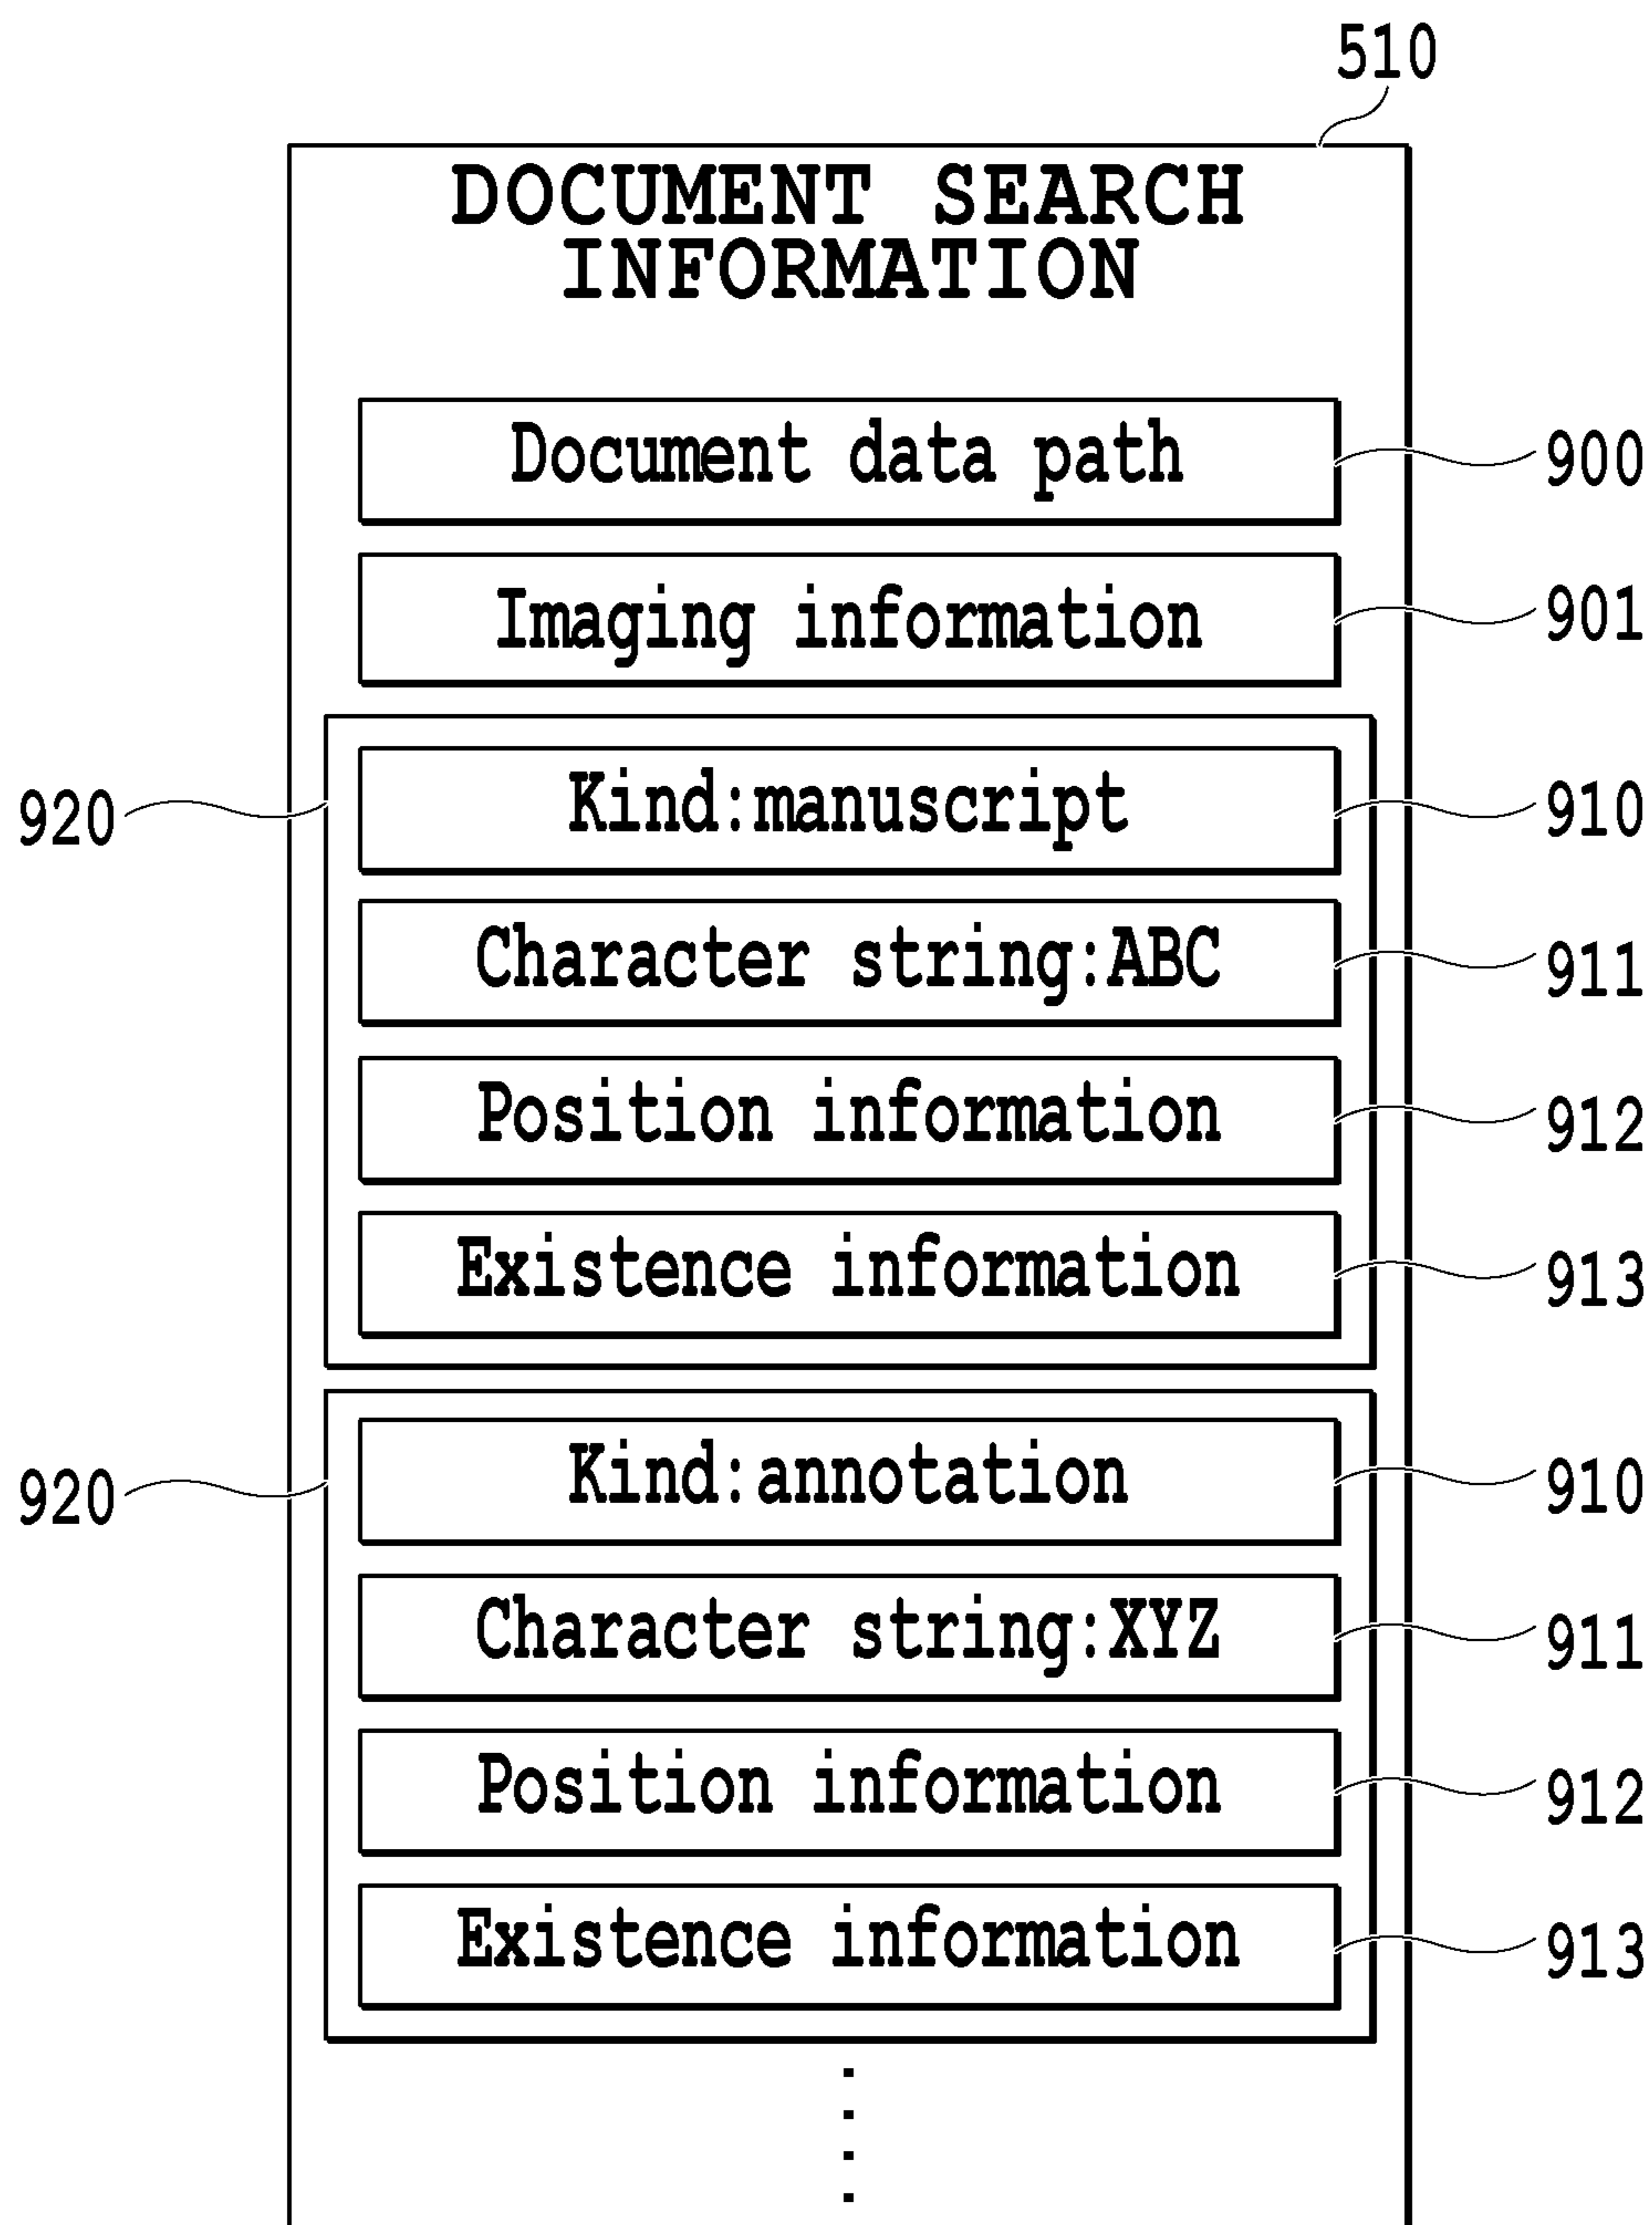 510
DOCUMENT SEARCH
INFORMATION
Document data path
900
Imaging information
901
920
Kind:manuscript
910
Character string:ABC
911
Position information
912
Existence information
913
920
Kind:annotation
910
Character string:XYZ
911
Position information
912
Existence information
913